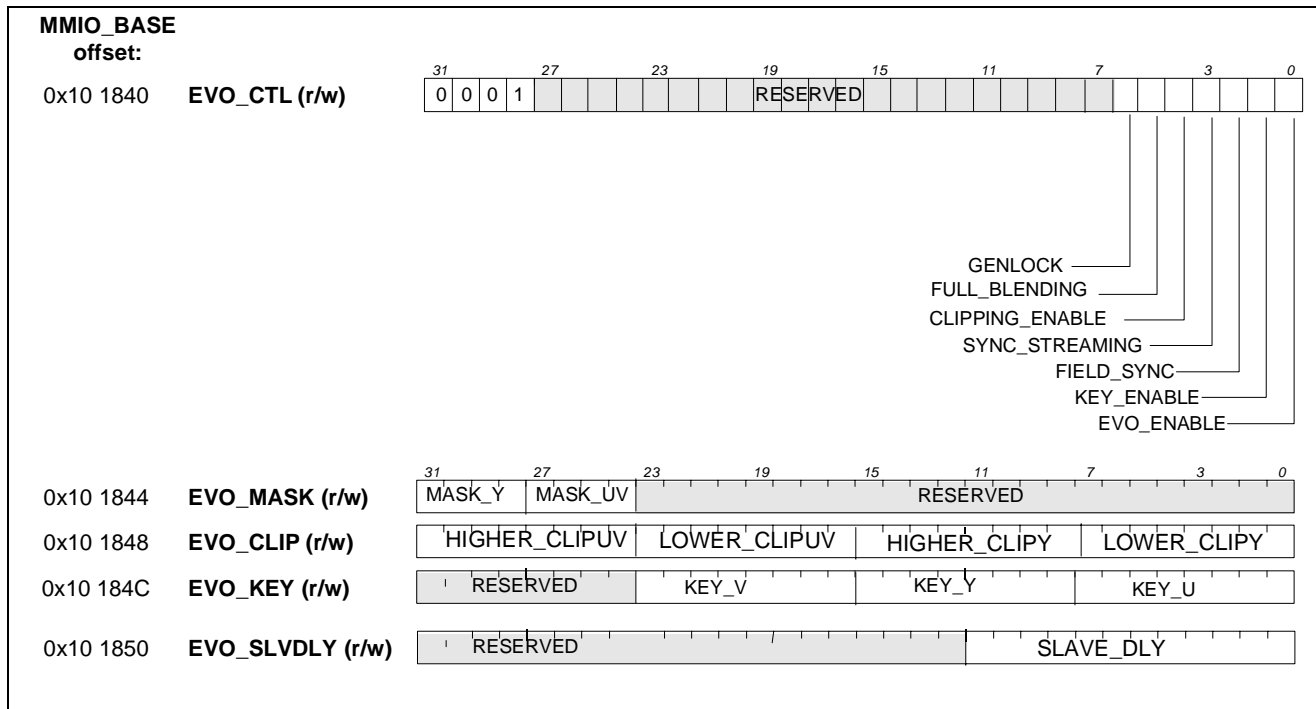 MMIO_BASE
offset:
31 27 23 19 15 11 7 3 0
0x10 1840 EVO_CTL (r/w) 0 0 0 1 RESERVED
GENLOCK
FULL_BLENDING
CLIPPING_ENABLE
SYNC_STREAMING
FIELD_SYNC
KEY_ENABLE
EVO_ENABLE
31 27 23 19 15 11 7 3 0
0x10 1844 EVO_MASK (r/w) MASK_Y MASK_UV RESERVED
0x10 1848 EVO_CLIP (r/w) HIGHER_CLIPUV LOWER_CLIPUV HIGHER_CLIPY LOWER_CLIPY
0x10 184C EVO_KEY (r/w) RESERVED KEY_V KEY_Y KEY_U
0x10 1850 EVO_SLVDLY (r/w) RESERVED SLAVE_DLY